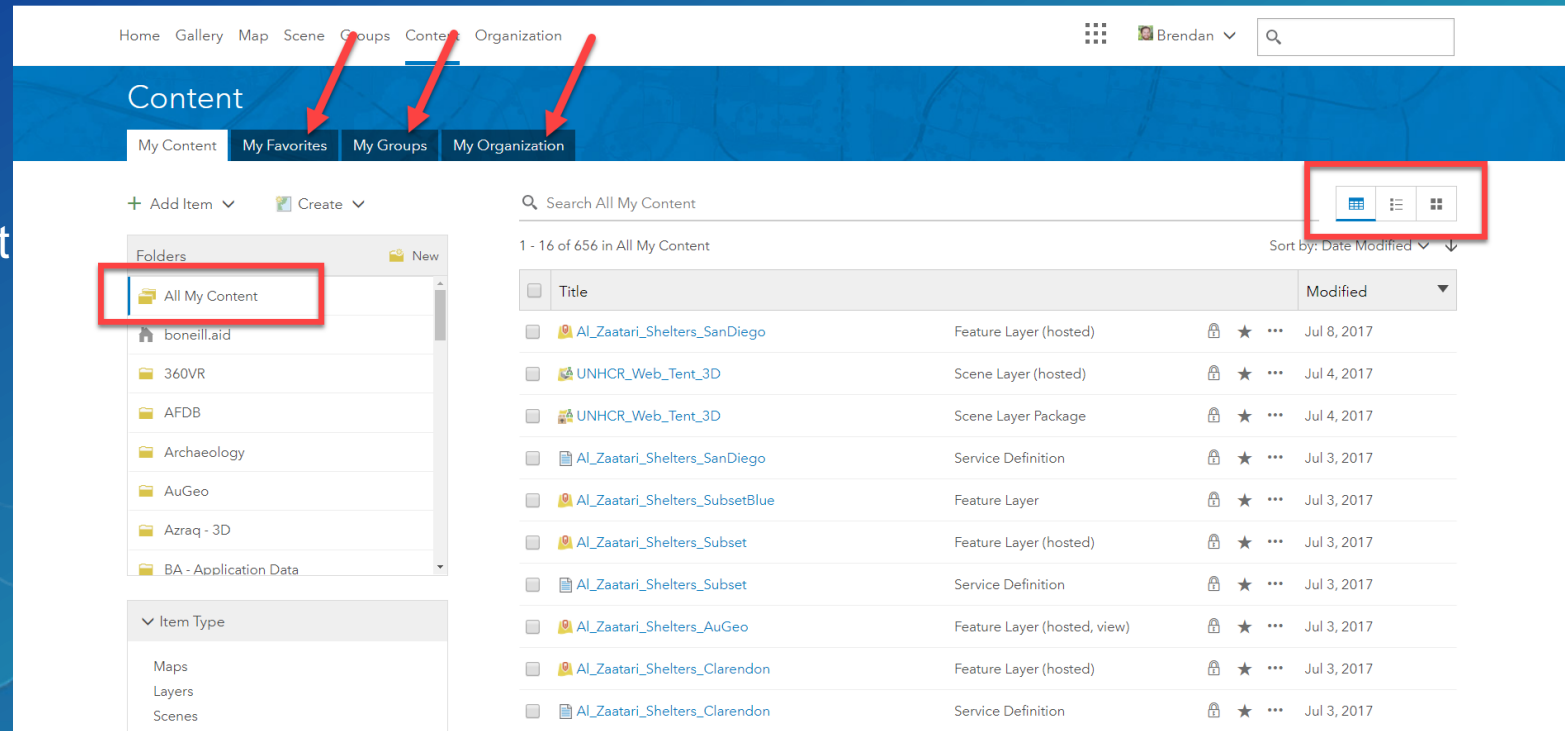 Home Gallery Map Scene Groups Content Organization Brendan
Content
My Content My Favorites My Groups My Organization
Add Item Create Search All My Content
t
Folders New 1 - 16 of 656 in All My Content Sort by: Date Modified
All My Content Title Modified
boneill.aid Al_Zaatari_Shelters_SanDiego Feature Layer (hosted) Jul 8, 2017
360VR UNHCR_Web_Tent_3D Scene Layer (hosted) Jul 4, 2017
AFDB UNHCR_Web_Tent_3D Scene Layer Package Jul 4, 2017
Archaeology Al_Zaatari_Shelters_SanDiego Service Definition Jul 3, 2017
AuGeo Al_Zaatari_Shelters_SubsetBlue Feature Layer Jul 3, 2017
Azraq - 3D Al_Zaatari_Shelters_Subset Feature Layer (hosted) Jul 3, 2017
BA - Application Data Al_Zaatari_Shelters_Subset Service Definition Jul 3, 2017
Item Type Al_Zaatari_Shelters_AuGeo Feature Layer (hosted, view) Jul 3, 2017
Maps Al_Zaatari_Shelters_Clarendon Feature Layer (hosted) Jul 3, 2017
Layers
Scenes Al_Zaatari_Shelters_Clarendon Service Definition Jul 3, 2017